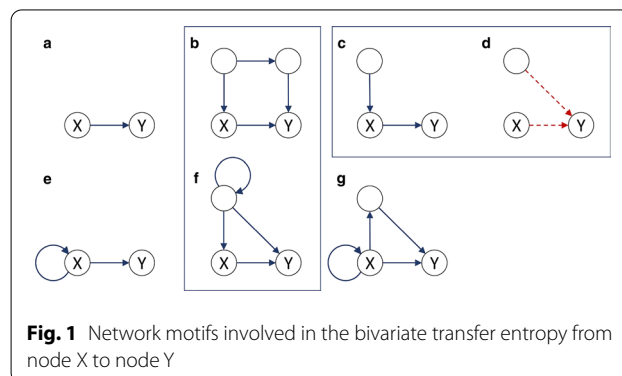 a
b
c
d
X Y
X Y
X Y
X Y
e
f
g
X Y
X Y
X Y
Fig. 1 Network motifs involved in the bivariate transfer entropy from
node X to node Y